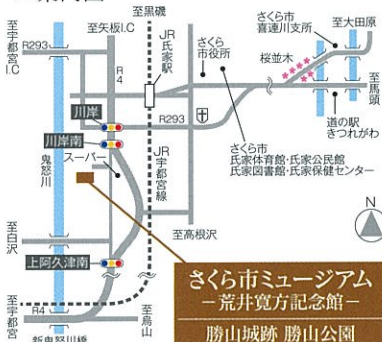 至黒磯
至矢板I.C
至宇都宮I.C
R293
R4
JR氏家駅
さくら市役所
さくら市喜連川支所
至大田原
桜並木
至馬頭
道の駅きつれがわ
川岸
R293
川岸南
スーパー
鬼怒川
JR宇都宮線
さくら市
氏家体育館・氏家公民館
氏家図書館・氏家保健センター
至白沢
至高根沢
上阿久津南
N
至宇都宮
R4
至烏山
新鬼怒川橋
さくら市ミュージアム
－荒井寛方記念館－
勝山城跡 勝山公園